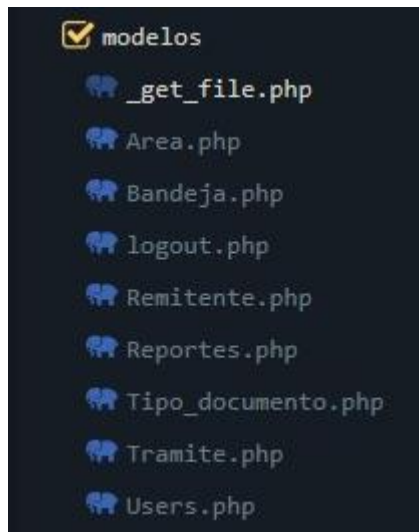 modelos
_get_file.php
Area.php
Bandeja.php
logout.php
Remitente.php
Reportes.php
Tipo_documento.php
Tramite.php
Users.php